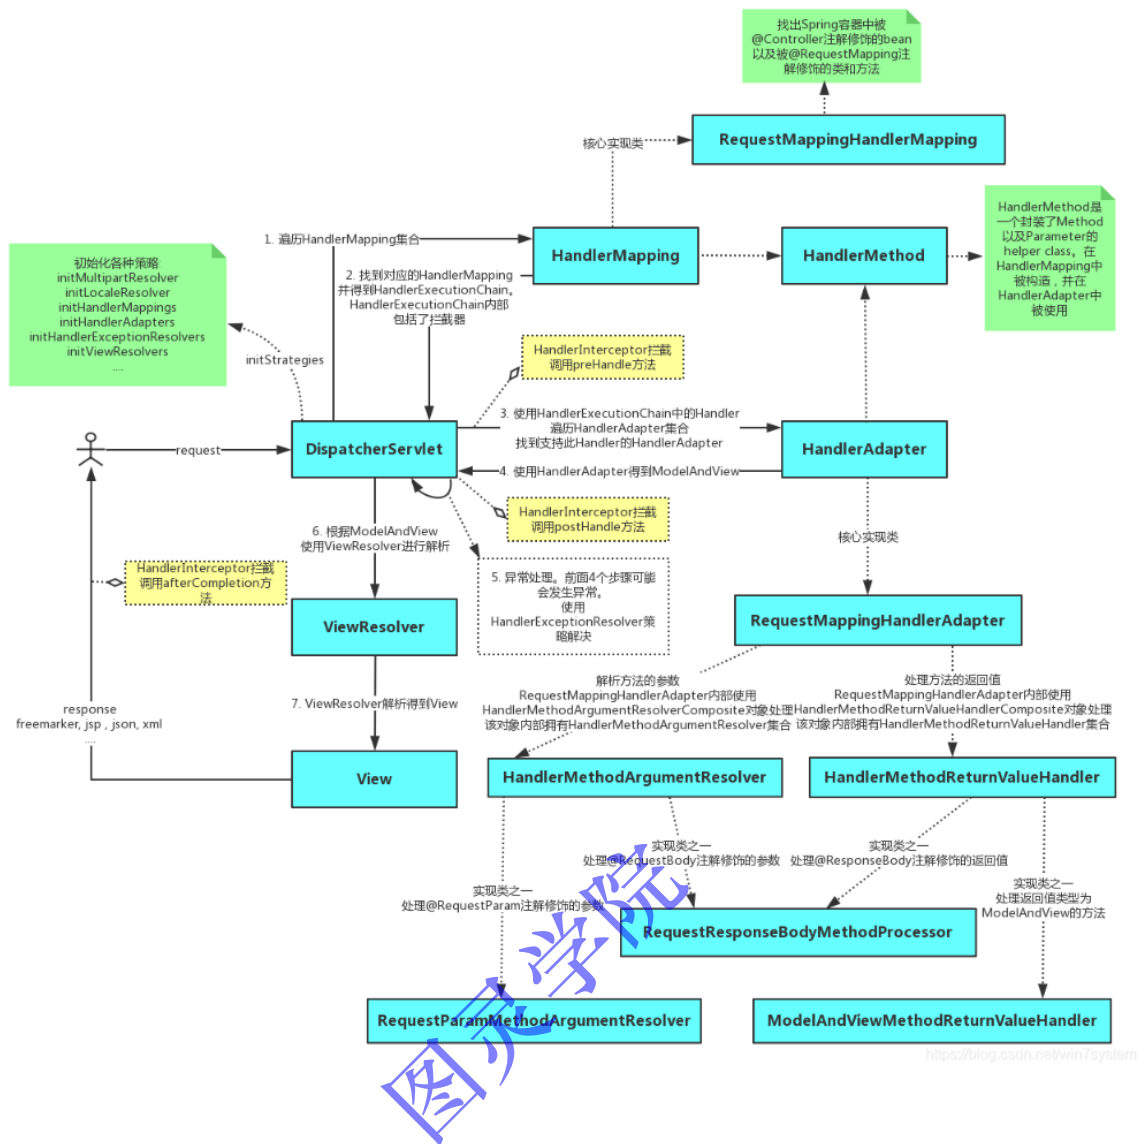 找出Spring容器中被
@Controller注解修饰的bean
以及被@RequestMapping注
解修饰的类和方法
RequestMappingHandlerMapping
核心实现类
HandlerMethod是
一个封装了Method
以及Parameter的
helper class。在
HandlerMapping中
被构造，并在
HandlerAdapter中
被使用
1. 遍历HandlerMapping集合
HandlerMapping
HandlerMethod
2. 找到对应的HandlerMapping
并得到HandlerExecutionChain。
HandlerExecutionChain内部
包括了拦截器
初始化各种策略:
initMultipartResolver
initLocaleResolver
initHandlerMappings
initHandlerAdapters
initHandlerExceptionResolvers
initViewResolvers
....
initStrategies
HandlerInterceptor拦截
调用preHandle方法
3. 使用HandlerExecutionChain中的Handler
遍历HandlerAdapter集合
找到支持此Handler的HandlerAdapter
request
DispatcherServlet
HandlerAdapter
4. 使用HandlerAdapter得到ModelAndView
HandlerInterceptor拦截
调用postHandle方法
6. 根据ModelAndView
使用ViewResolver进行解析
核心实现类
HandlerInterceptor拦截
调用afterCompletion方
法
5. 异常处理。前面4个步骤可能
会发生异常。
使用
HandlerExceptionResolver策
略解决
ViewResolver
RequestMappingHandlerAdapter
解析方法的参数
RequestMappingHandlerAdapter内部使用
HandlerMethodArgumentResolverComposite对象处理
该对象内部拥有HandlerMethodArgumentResolver集合
处理方法的返回值
RequestMappingHandlerAdapter内部使用
HandlerMethodReturnValueHandlerComposite对象处理
该对象内部拥有HandlerMethodReturnValueHandler集合
7. ViewResolver解析得到View
response
freemarker, jsp , json, xml
....
View
HandlerMethodArgumentResolver
HandlerMethodReturnValueHandler
实现类之一
处理@RequestBody注解修饰的参数
实现类之一
处理@ResponseBody注解修饰的返回值
实现类之一
处理@RequestParam注解修饰的参数
实现类之一
处理返回值类型为
ModelAndView的方法
RequestResponseBodyMethodProcessor
RequestParamMethodArgumentResolver
ModelAndViewMethodReturnValueHandler
图灵学院
https://blog.csdn.net/win7system